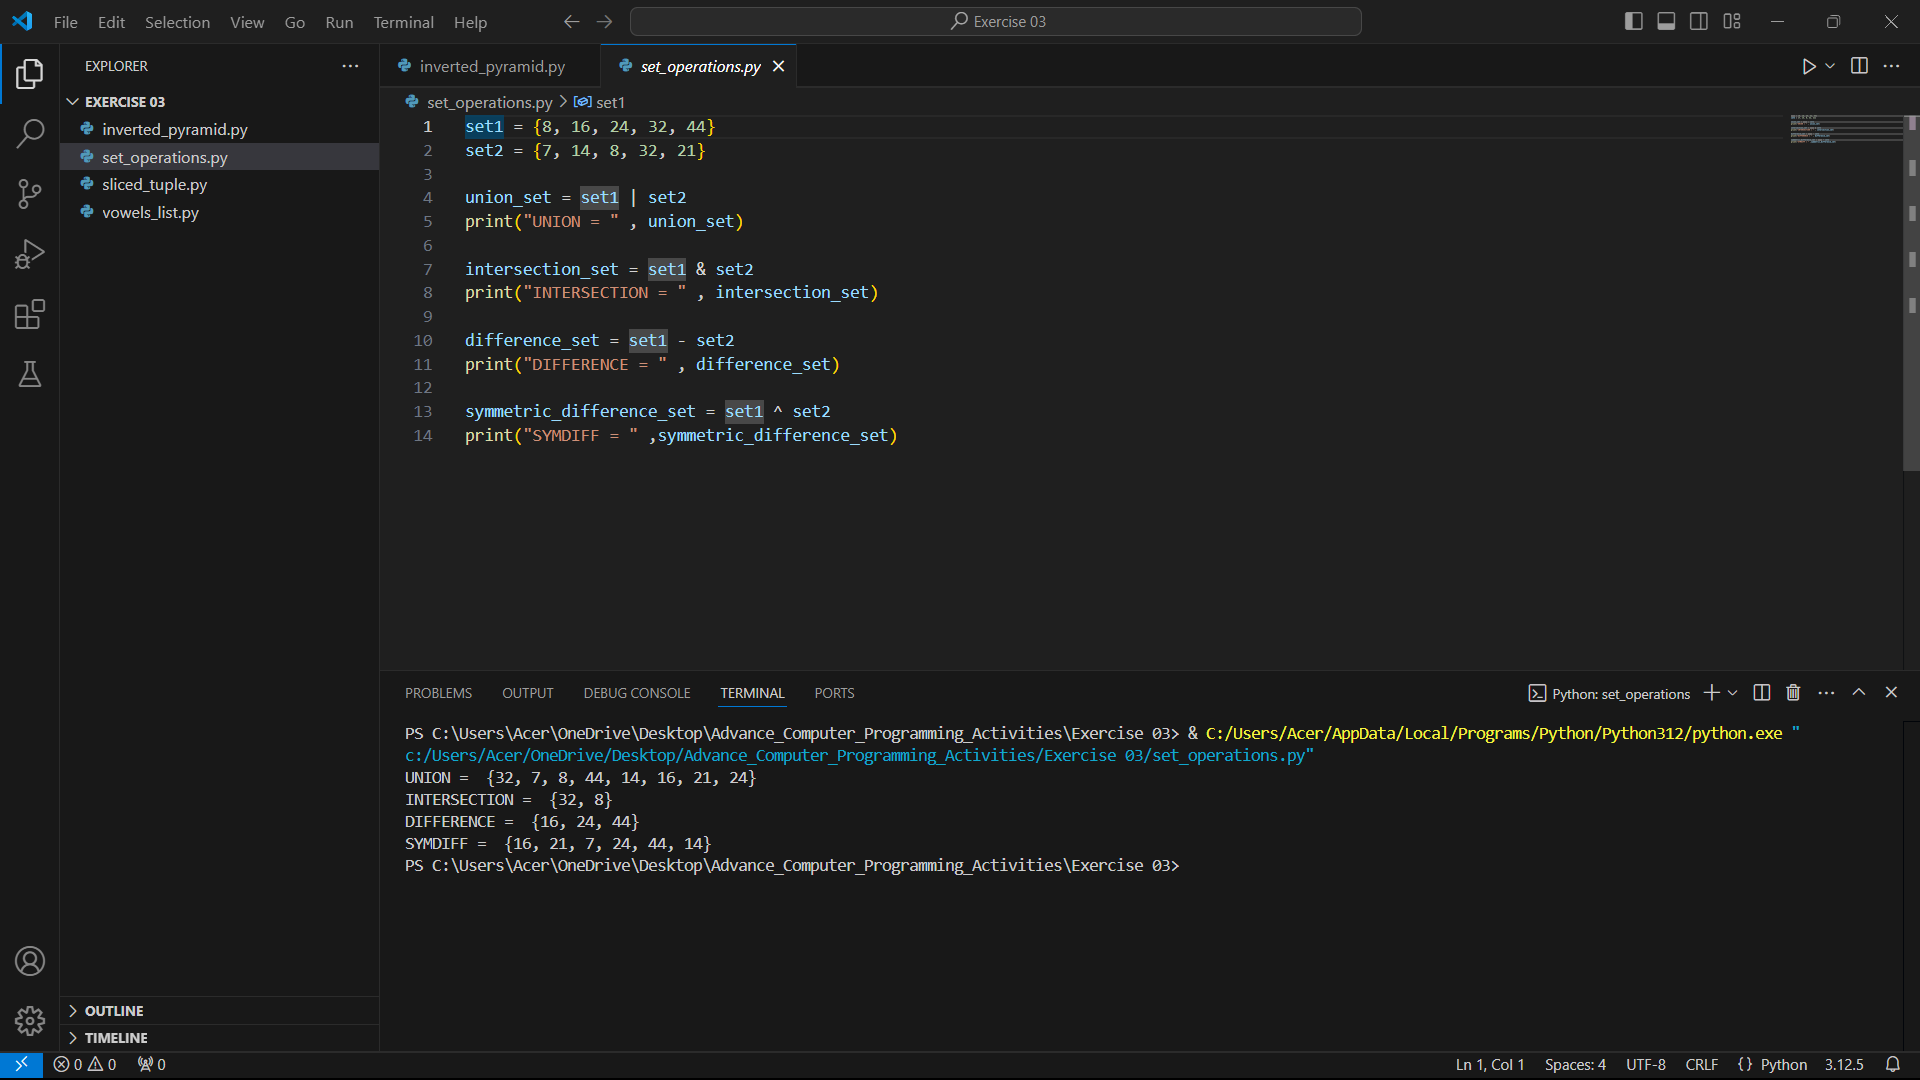 File Edit Selection View Go Run Terminal Help
Exercise 03
EXPLORER
EXERCISE 03
inverted_pyramid.py
set_operations.py
sliced_tuple.py
vowels_list.py
OUTLINE
TIMELINE
inverted_pyramid.py set_operations.py
set_operations.py > set1
1 set1 = {8, 16, 24, 32, 44}
2 set2 = {7, 14, 8, 32, 21}
3
4 union_set = set1 | set2
5 print("UNION = " , union_set)
6
7 intersection_set = set1 & set2
8 print("INTERSECTION = " , intersection_set)
9
10 difference_set = set1 - set2
11 print("DIFFERENCE = " , difference_set)
12
13 symmetric_difference_set = set1 ^ set2
14 print("SYMDIFF = " ,symmetric_difference_set)
PROBLEMS OUTPUT DEBUG CONSOLE TERMINAL PORTS
Python: set_operations
PS C:\Users\Acer\OneDrive\Desktop\Advance_Computer_Programming_Activities\Exercise 03> & C:/Users/Acer/AppData/Local/Programs/Python/Python312/python.exe "
c:/Users/Acer/OneDrive/Desktop/Advance_Computer_Programming_Activities/Exercise 03/set_operations.py"
UNION =  {32, 7, 8, 44, 14, 16, 21, 24}
INTERSECTION =  {32, 8}
DIFFERENCE =  {16, 24, 44}
SYMDIFF =  {16, 21, 7, 24, 44, 14}
PS C:\Users\Acer\OneDrive\Desktop\Advance_Computer_Programming_Activities\Exercise 03>
0 0 0
Ln 1, Col 1 Spaces: 4 UTF-8 CRLF {} Python 3.12.5